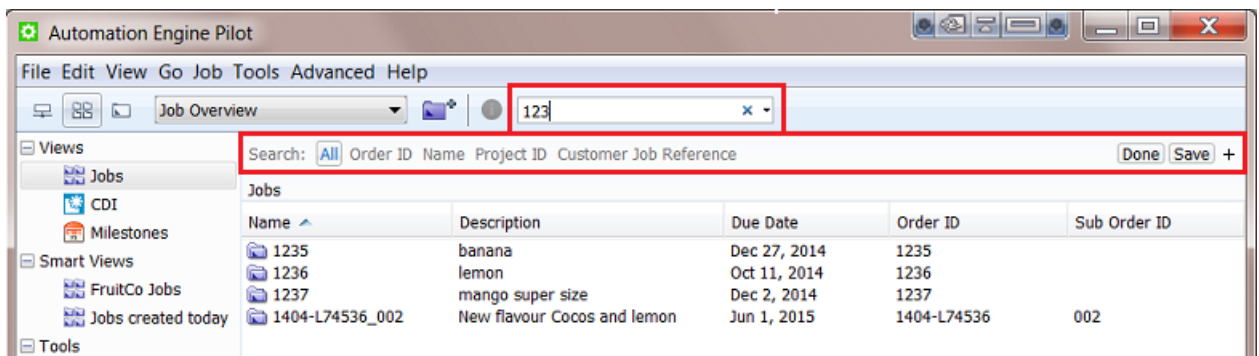 Automation Engine Pilot
File Edit View Go Job Tools Advanced Help
Job Overview 123
Views
Jobs
CDI
Milestones
Smart Views
FruitCo Jobs
Jobs created today
Tools
Search: All Order ID Name Project ID Customer Job Reference Done Save +
Jobs
Name Description Due Date Order ID Sub Order ID
1235 banana Dec 27, 2014 1235
1236 lemon Oct 11, 2014 1236
1237 mango super size Dec 2, 2014 1237
1404-L74536_002 New flavour Cocos and lemon Jun 1, 2015 1404-L74536 002